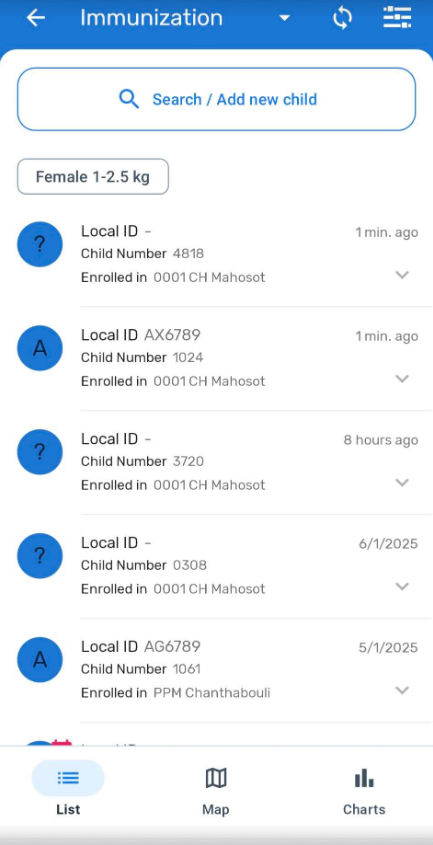 Immunization
Search / Add new child
Female 1-2.5 kg
?
Local ID -
1 min. ago
Child Number 4818
Enrolled in 0001 CH Mahosot
A
Local ID AX6789
1 min. ago
Child Number 1024
Enrolled in 0001 CH Mahosot
?
Local ID -
8 hours ago
Child Number 3720
Enrolled in 0001 CH Mahosot
?
Local ID -
6/1/2025
Child Number 0308
Enrolled in 0001 CH Mahosot
A
Local ID AG6789
5/1/2025
Child Number 1061
Enrolled in PPM Chanthabouli
List
Map
Charts